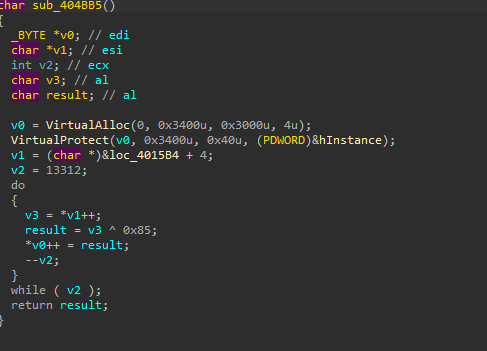 char sub_404BB5()
{
_BYTE *v0; // edi
char *v1; // esi
int v2; // ecx
char v3; // al
char result; // al
v0 = VirtualAlloc(0, 0x3400u, 0x3000u, 4u);
VirtualProtect(v0, 0x3400u, 0x40u, (PDWORD)&hInstance);
v1 = (char *)&loc_4015B4 + 4;
v2 = 13312;
do
{
v3 = *v1++;
result = v3 ^ 0x85;
*v0++ = result;
--v2;
}
while ( v2 );
return result;
}